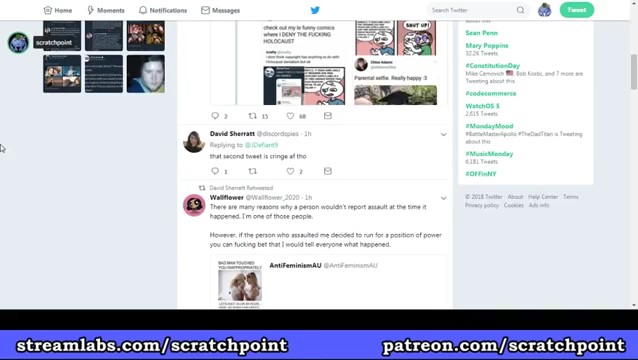 Home
Moments
Notifications
Messages
Search Twitter
Tweet
scratchpoint
check out my le funny comics
where I DENY THE FUCKING
HOLOCAUST
SHUT UP!
Parental selfie. Really happy :3
2
15
68
David Sherratt @discordspies · 1h
Replying to @JDefiant9
that second tweet is cringe af tho
1
2
David Sherratt Retweeted
Wallflower @Wallflower_2020 · 1h
There are many reasons why a person wouldn't report assault at the time it
happened, I'm one of those people.
However, if the person who assaulted me decided to run for a position of power
you can fucking bet that I would tell everyone what happened.
BAD MAN TOUCHED
YOU INAPPROPRIATELY,
AntiFeminismAU @AntiFeminismAU
Sean Penn
Mary Poppins
32.2K Tweets
#ConstitutionDay
Mike Cernovich, Bob Kostic, and 7 more are
Tweeting about this
#codecommerce
WatchOS 5
2,615 Tweets
#MondayMood
#BattleMasterApollo #TheDadTitan is Tweeting
about this
#MusicMonday
9,131 Tweets
#OFFinNY
© 2018 Twitter About Help Center Terms
Privacy policy Cookies Ads info
streamlabs.com/scratchpoint
patreon.com/scratchpoint